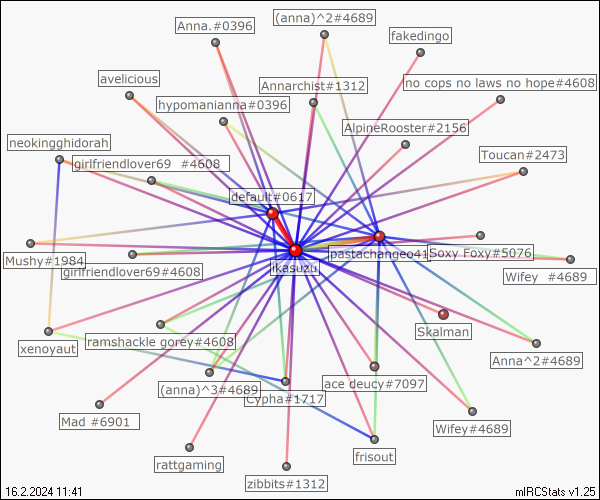 (anna)^2#4689
Anna.#0396
fakedingo
avelicious
Annarchist#1312
no cops no laws no hope#4608
hypomanianna#0396
AlpineRooster#2156
neokingghidorah
Toucan#2473
girlfriendlover69 #4608
default#0617
Mushy#1984
pastachangeo41
Soxy Foxy#5076
girlfriendlover69#4608
ikasuzu
Wifey #4689
Skalman
xenoyaut
ramshackle gorey#4608
Anna^2#4689
(anna)^3#4689
Cypha#1717
ace deucy#7097
Mad #6901
Wifey#4689
rattgaming
frisout
zibbits#1312
16.2.2024 11:41
mIRCStats v1.25